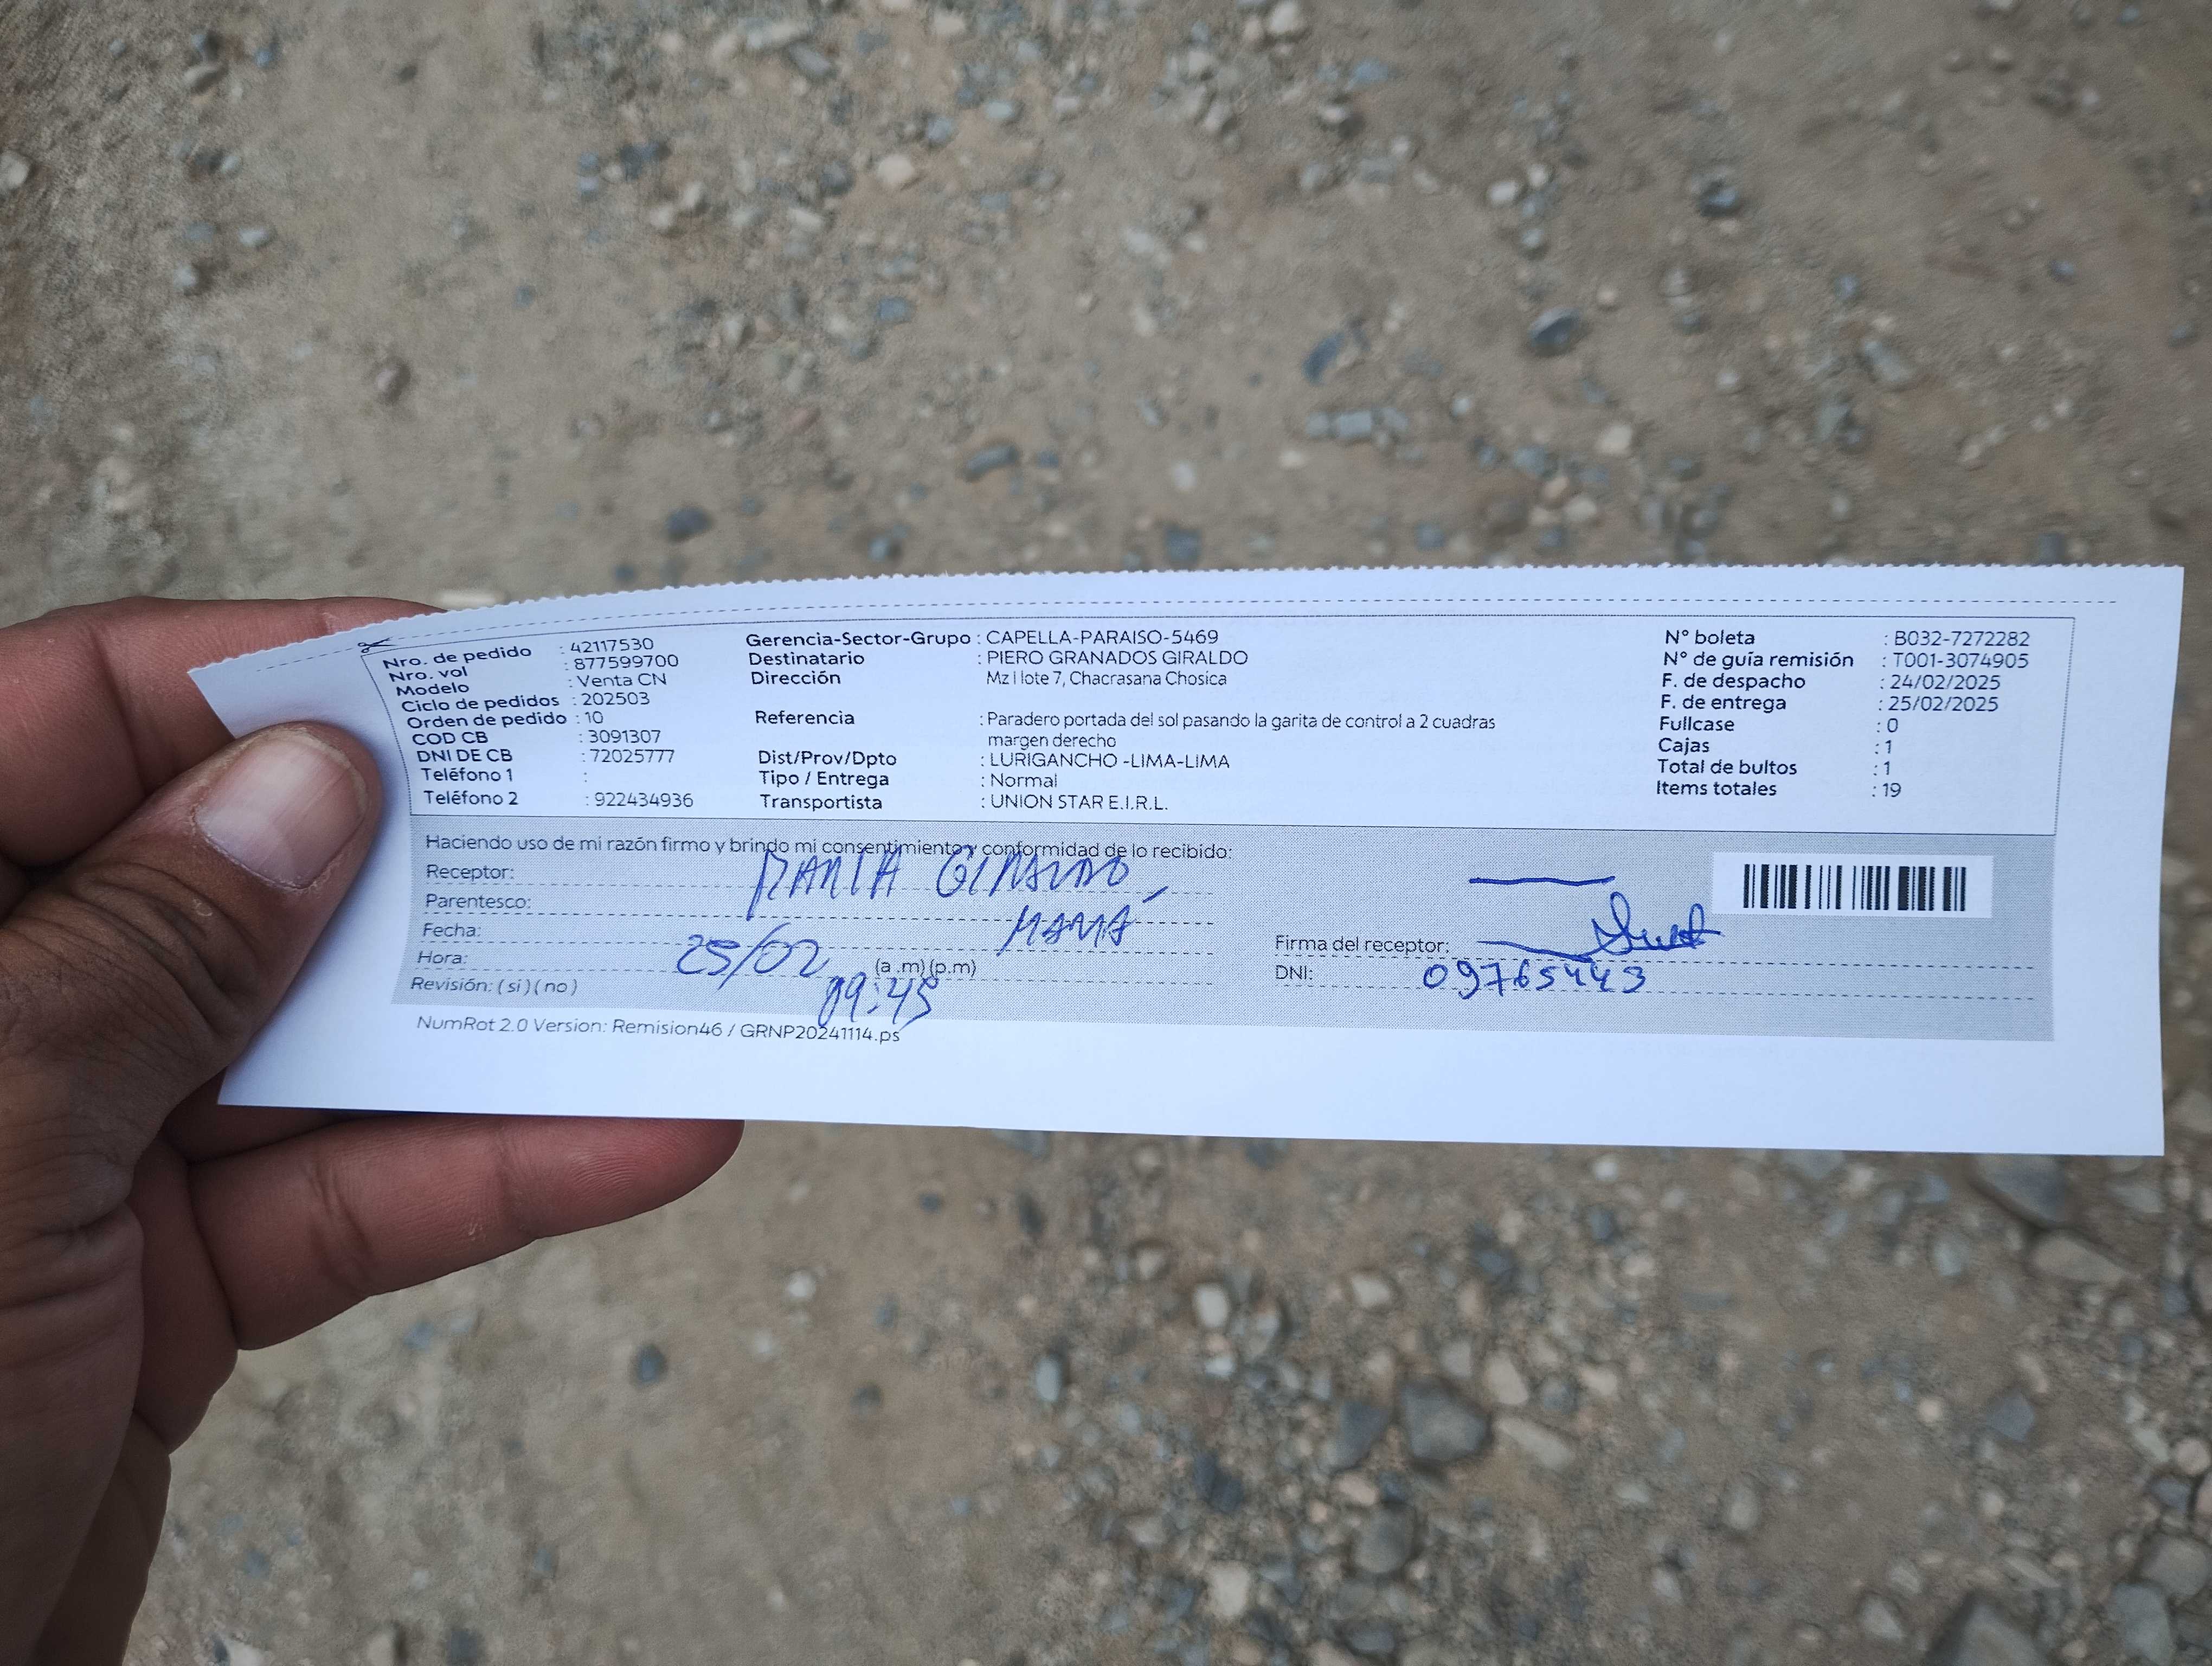 Nro. de pedido : 42117530
Nro. vol : 877599700
Modelo : Venta CN
Ciclo de pedidos : 202503
Orden de pedido : 10
COD CB : 3091307
DNI DE CB : 72025777
Teléfono 1 :
Teléfono 2 : 922434936
Gerencia-Sector-Grupo : CAPELLA-PARAISO-5469
Destinatario : PIERO GRANADOS GIRALDO
Dirección Mz i lote 7, Chacrasana Chosica
Referencia : Paradero portada del sol pasando la garita de control a 2 cuadras
margen derecho
Dist/Prov/Dpto : LURIGANCHO -LIMA-LIMA
Tipo / Entrega : Normal
Transportista : UNION STAR E.I.R.L.
N° boleta : B032-7272282
N° de guía remisión : T001-3074905
F. de despacho : 24/02/2025
F. de entrega : 25/02/2025
Fullcase : 0
Cajas : 1
Total de bultos : 1
Items totales : 19
Haciendo uso de mi razón firmo y brindo mi consentimiento y conformidad de lo recibido:
Receptor: MARIA GIRALDO
Parentesco: MAMÁ
Fecha: 25/02
Hora: 09:45 (a .m) (p.m)
Revisión: ( si ) ( no )
Firma del receptor:
DNI: 09765443
NumRot 2.0 Version: Remision46 / GRNP20241114.ps